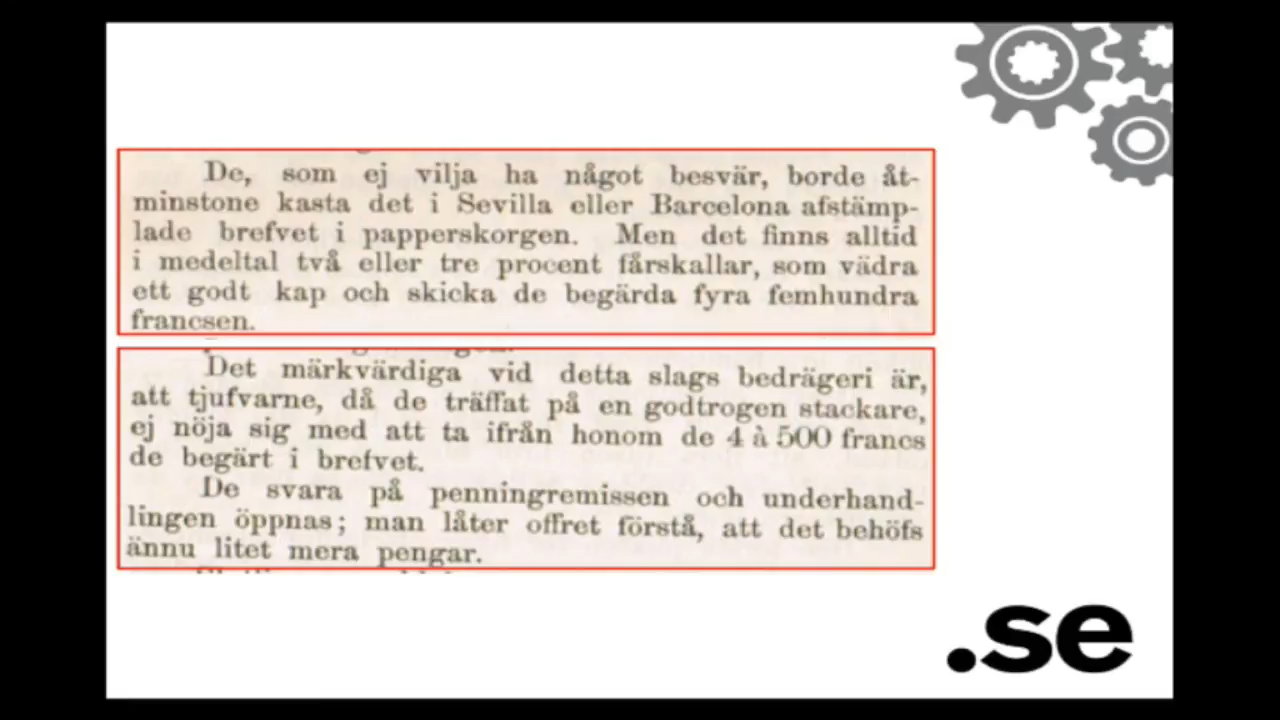 De, som ej vilja ha något besvär, borde åt-
minstone kasta det i Sevilla eller Barcelona afstämp-
lade brefvet i papperskorgen. Men det finns alltid
i medeltal två eller tre procent fårskallar, som vädra
ett godt kap och skicka de begärda fyra femhundra
francsen.
Det märkvärdiga vid detta slags bedrägeri är,
att tjufvarne, då de träffat på en godtrogen stackare,
ej nöja sig med att ta ifrån honom de 4 à 500 francs
de begärt i brefvet.
De svara på penningremissen och underhand-
lingen öppnas; man låter offret förstå, att det behöfs
ännu litet mera pengar.
.se